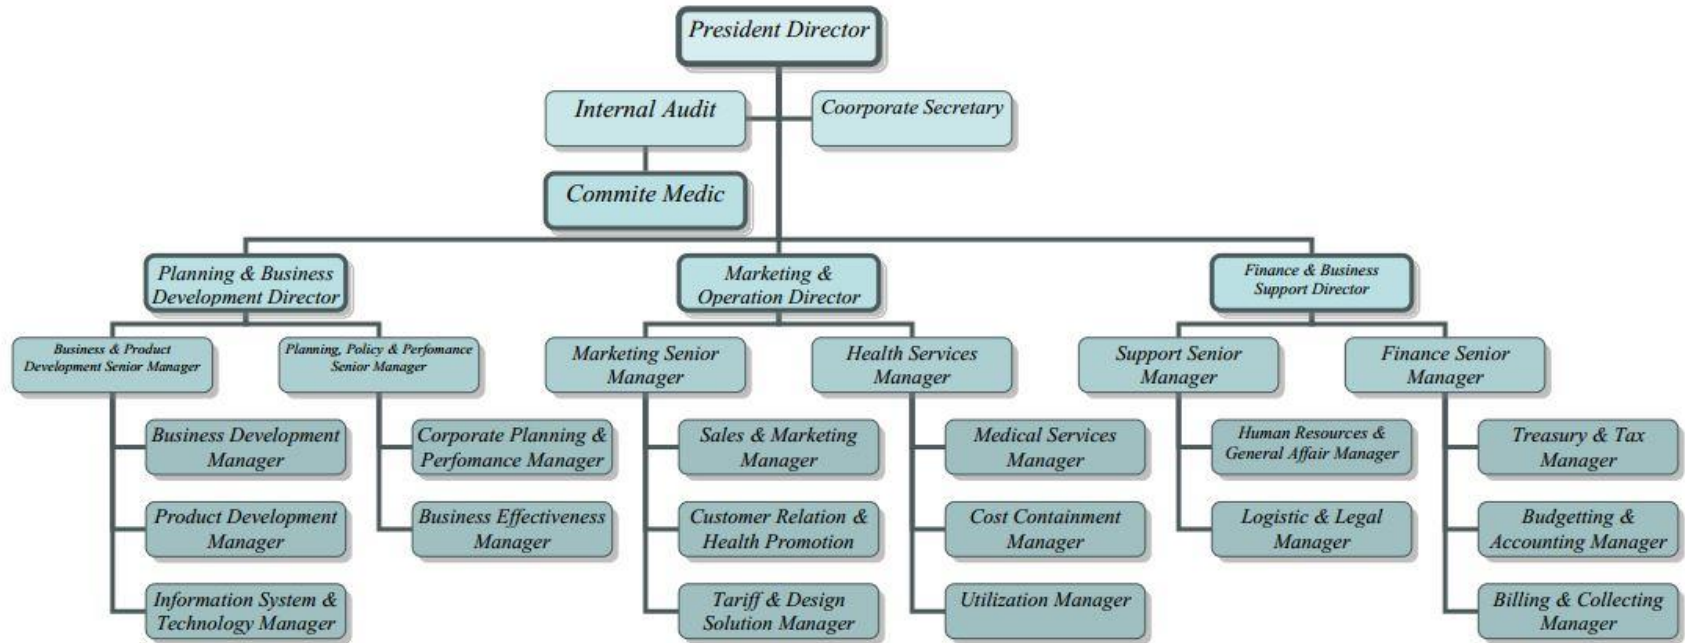 President Director
Internal Audit
Coorporate Secretary
Commite Medic
Planning & Business
Development Director
Marketing &
Operation Director
Finance & Business
Support Director
Business & Product
Development Senior Manager
Planning, Policy & Perfomance
Senior Manager
Marketing Senior
Manager
Health Services
Manager
Support Senior
Manager
Finance Senior
Manager
Business Development
Manager
Corporate Planning &
Perfomance Manager
Sales & Marketing
Manager
Medical Services
Manager
Human Resources &
General Affair Manager
Treasury & Tax
Manager
Product Development
Manager
Business Effectiveness
Manager
Customer Relation &
Health Promotion
Cost Containment
Manager
Logistic & Legal
Manager
Budgetting &
Accounting Manager
Information System &
Technology Manager
Tariff & Design
Solution Manager
Utilization Manager
Billing & Collecting
Manager